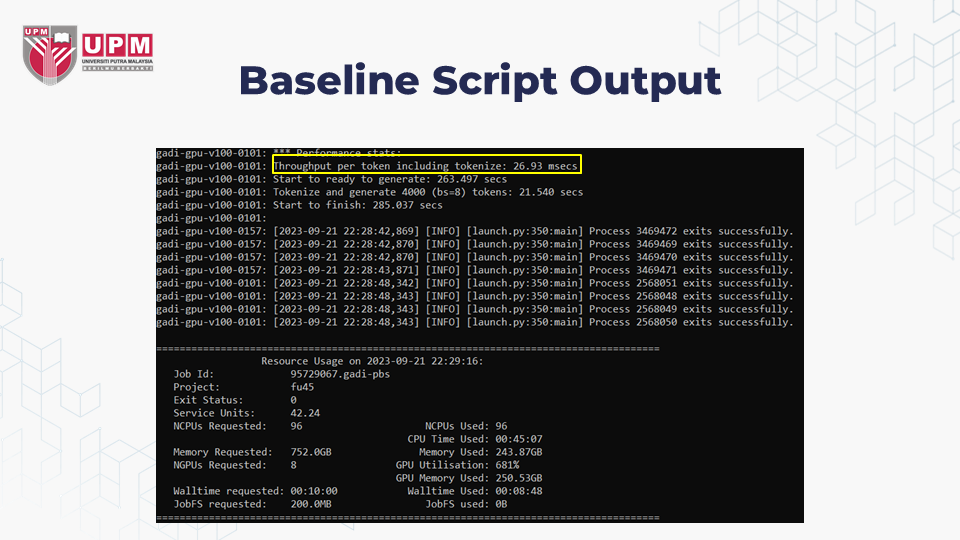 UPM
UPM
UNIVERSITI PUTRA MALAYSIA
BERILMU BERBAKTI
Baseline Script Output
gadi-gpu-v100-0101: *** Performance stats:
gadi-gpu-v100-0101: Throughput per token including tokenize: 26.93 msecs
gadi-gpu-v100-0101: Start to ready to generate: 263.497 secs
gadi-gpu-v100-0101: Tokenize and generate 4000 (bs=8) tokens: 21.540 secs
gadi-gpu-v100-0101: Start to finish: 285.037 secs
gadi-gpu-v100-0101:
gadi-gpu-v100-0157: [2023-09-21 22:28:42,869] [INFO] [launch.py:350:main] Process 3469472 exits successfully.
gadi-gpu-v100-0157: [2023-09-21 22:28:42,870] [INFO] [launch.py:350:main] Process 3469469 exits successfully.
gadi-gpu-v100-0157: [2023-09-21 22:28:42,870] [INFO] [launch.py:350:main] Process 3469470 exits successfully.
gadi-gpu-v100-0157: [2023-09-21 22:28:43,871] [INFO] [launch.py:350:main] Process 3469471 exits successfully.
gadi-gpu-v100-0101: [2023-09-21 22:28:48,342] [INFO] [launch.py:350:main] Process 2568051 exits successfully.
gadi-gpu-v100-0101: [2023-09-21 22:28:48,343] [INFO] [launch.py:350:main] Process 2568048 exits successfully.
gadi-gpu-v100-0101: [2023-09-21 22:28:48,343] [INFO] [launch.py:350:main] Process 2568049 exits successfully.
gadi-gpu-v100-0101: [2023-09-21 22:28:48,343] [INFO] [launch.py:350:main] Process 2568050 exits successfully.
======================================================================================
Resource Usage on 2023-09-21 22:29:16:
Job Id: 95729067.gadi-pbs
Project: fu45
Exit Status: 0
Service Units: 42.24
NCPUs Requested: 96 NCPUs Used: 96
CPU Time Used: 00:45:07
Memory Requested: 752.0GB Memory Used: 243.87GB
NGPUs Requested: 8 GPU Utilisation: 681%
GPU Memory Used: 250.53GB
Walltime requested: 00:10:00 Walltime Used: 00:08:48
JobFS requested: 200.0MB JobFS used: 0B
======================================================================================